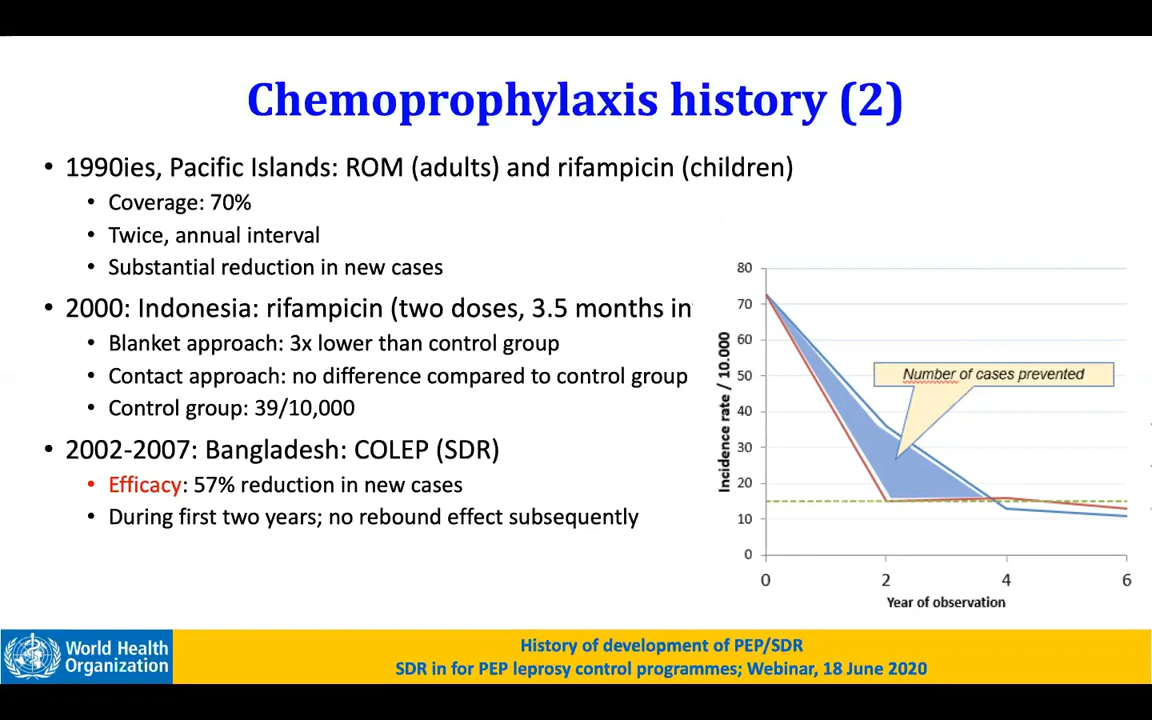 Chemoprophylaxis history (2)
• 1990ies, Pacific Islands: ROM (adults) and rifampicin (children)
• Coverage: 70%
• Twice, annual interval
• Substantial reduction in new cases
• 2000: Indonesia: rifampicin (two doses, 3.5 months in
• Blanket approach: 3x lower than control group
• Contact approach: no difference compared to control group
• Control group: 39/10,000
• 2002-2007: Bangladesh: COLEP (SDR)
• Efficacy: 57% reduction in new cases
• During first two years; no rebound effect subsequently
Incidence rate / 10.000
80
70
60
50
40
30
20
10
0
Number of cases prevented
0 2 4 6
Year of observation
World Health
Organization
History of development of PEP/SDR
SDR in for PEP leprosy control programmes; Webinar, 18 June 2020